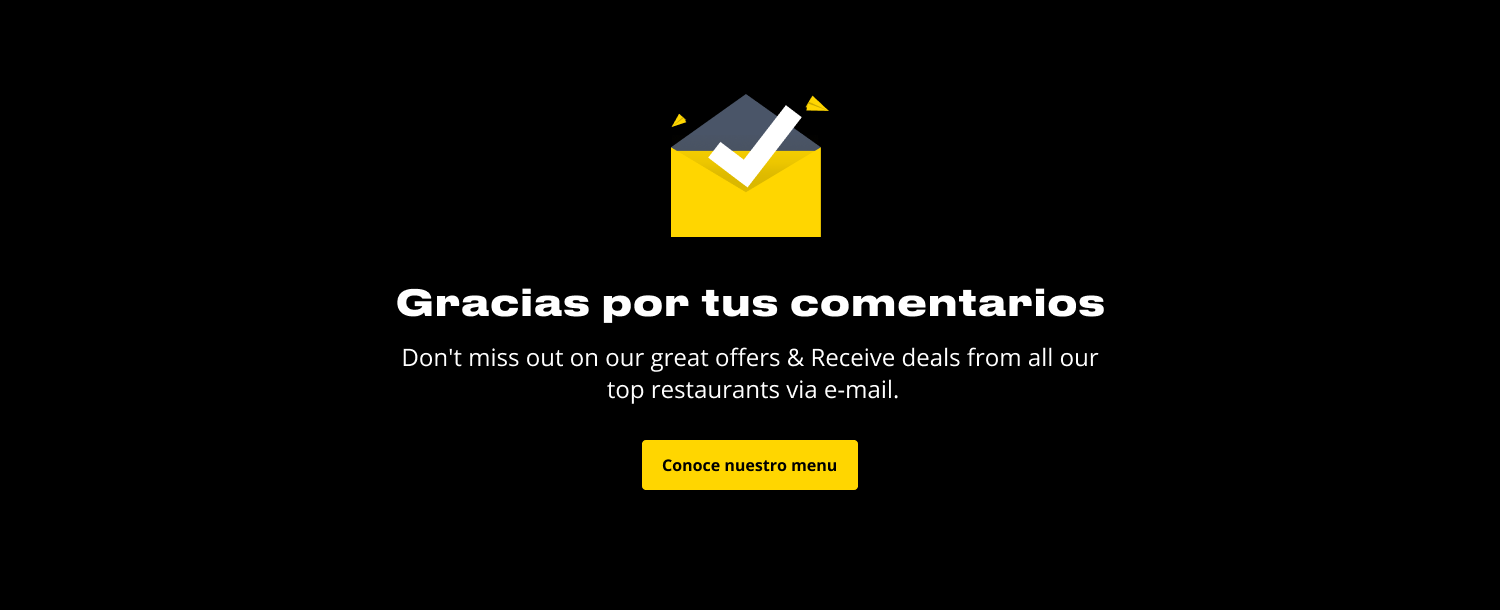 Gracias por tus comentarios
Don't miss out on our great offers & Receive deals from all our
top restaurants via e-mail.
Conoce nuestro menu